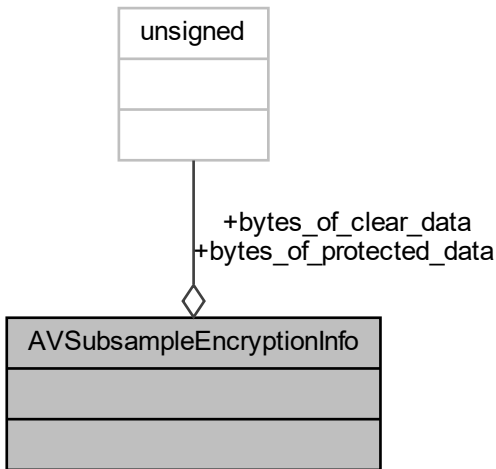 unsigned
+bytes_of_clear_data
+bytes_of_protected_data
AVSubsampleEncryptionInfo